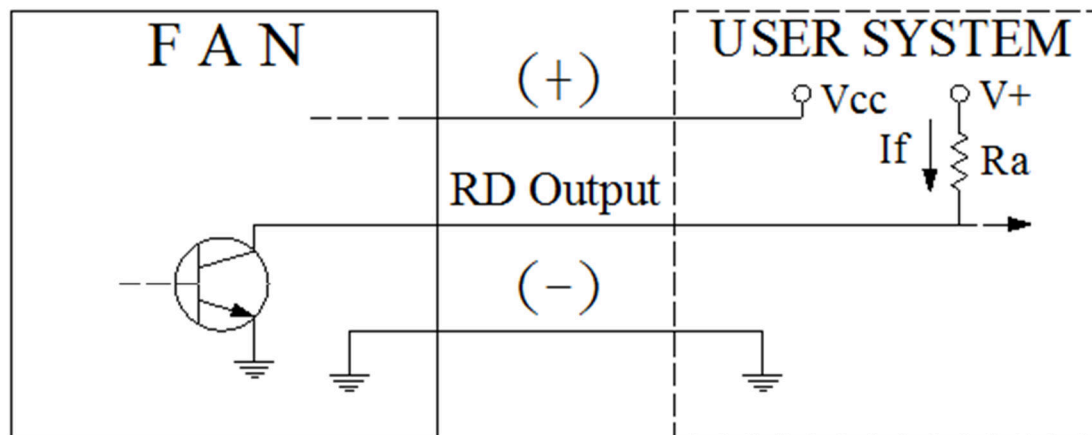 F A N
USER SYSTEM
(+)
Vcc
V+
If
Ra
RD Output
(-)